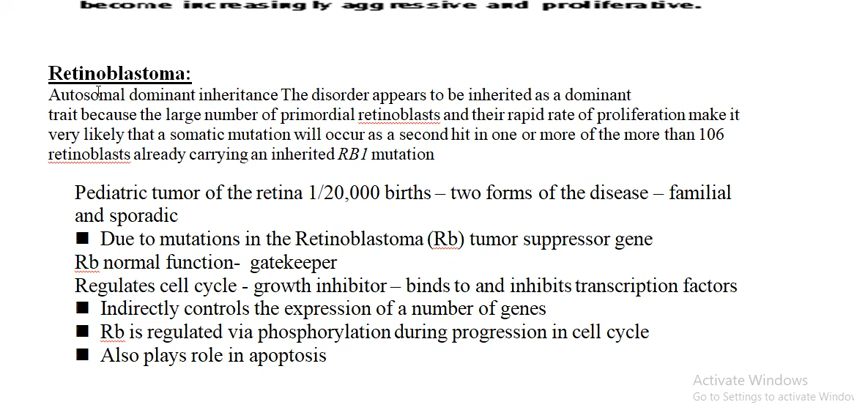 become increasingly aggressive and proliferative.
Retinoblastoma:
Autosomal dominant inheritance The disorder appears to be inherited as a dominant
trait because the large number of primordial retinoblasts and their rapid rate of proliferation make it
very likely that a somatic mutation will occur as a second hit in one or more of the more than 106
retinoblasts already carrying an inherited RB1 mutation
Pediatric tumor of the retina 1/20,000 births – two forms of the disease – familial
and sporadic
■ Due to mutations in the Retinoblastoma (Rb) tumor suppressor gene
Rb normal function- gatekeeper
Regulates cell cycle - growth inhibitor – binds to and inhibits transcription factors
■ Indirectly controls the expression of a number of genes
■ Rb is regulated via phosphorylation during progression in cell cycle
■ Also plays role in apoptosis
Activate Windows
Go to Settings to activate Window